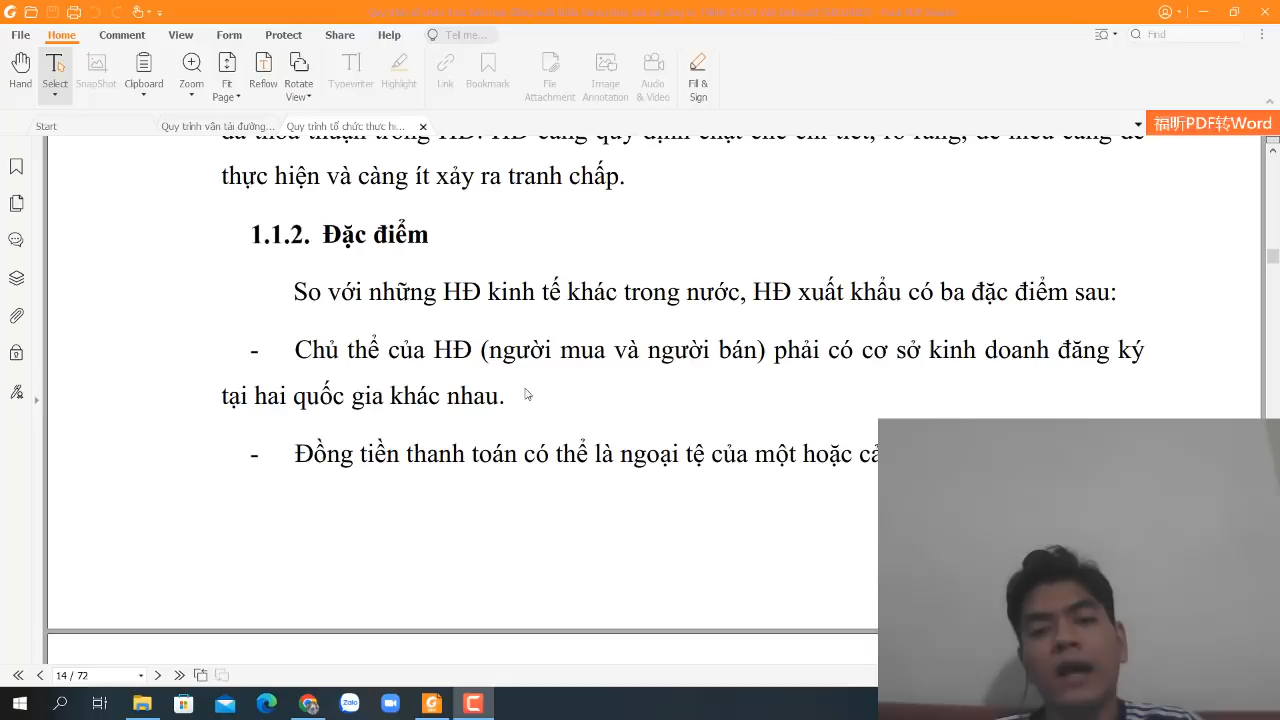 File Home Comment View Form Protect Share Help Tell me... Find
Hand Select SnapShot Clipboard Zoom Fit Page Reflow Rotate View Typewriter Highlight Link Bookmark File Attachment Image Annotation Audio & Video Fill & Sign
Start Quy trình vận tải đường... Quy trình tổ chức thực hi... 福昕PDF转Word
thực hiện và càng ít xảy ra tranh chấp.
1.1.2. Đặc điểm
So với những HĐ kinh tế khác trong nước, HĐ xuất khẩu có ba đặc điểm sau:
- Chủ thể của HĐ (người mua và người bán) phải có cơ sở kinh doanh đăng ký
tại hai quốc gia khác nhau.
- Đồng tiền thanh toán có thể là ngoại tệ của một hoặc cả
14 / 72
Zalo